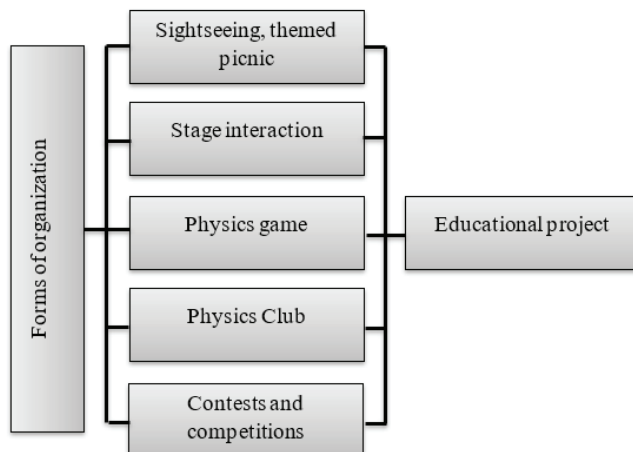 Forms of organization
Sightseeing, themed
picnic
Stage interaction
Physics game
Physics Club
Contests and
competitions
Educational project